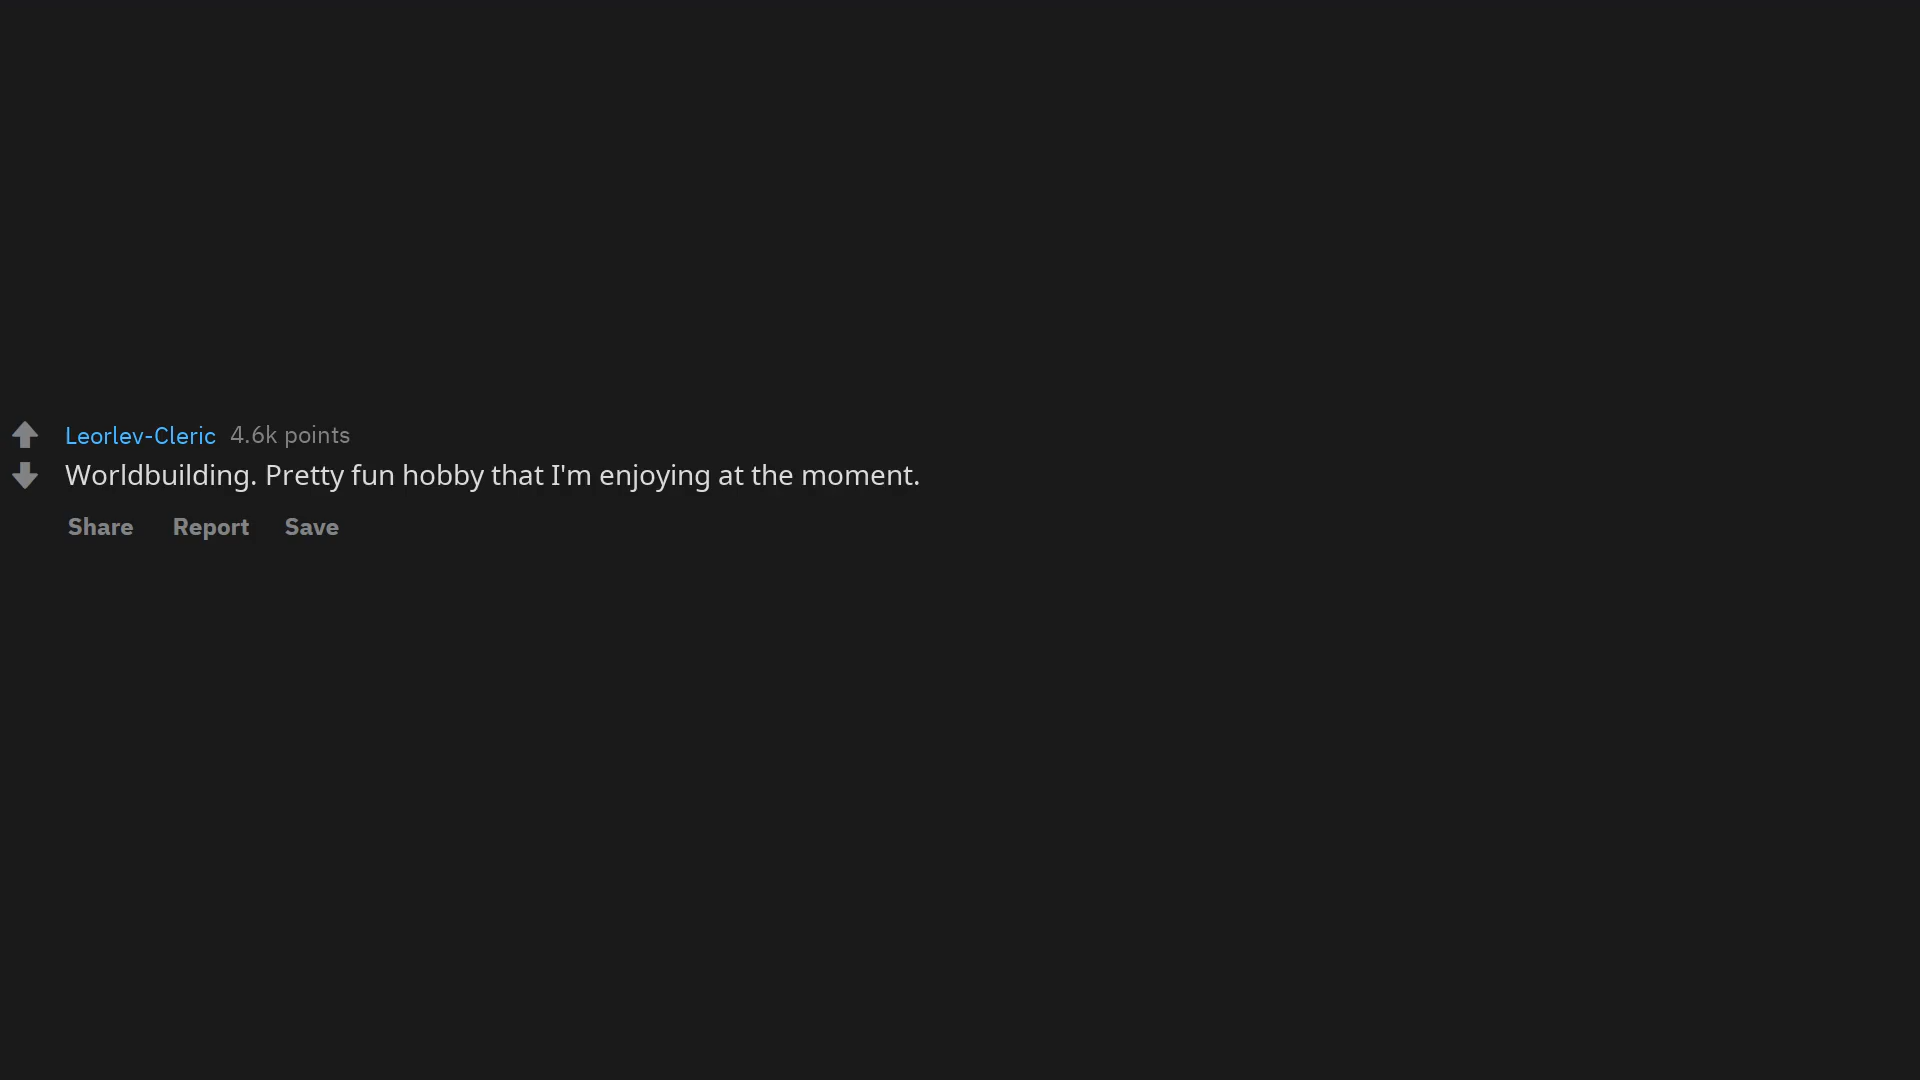 Leorlev-Cleric 4.6k points
Worldbuilding. Pretty fun hobby that I'm enjoying at the moment.
Share Report Save